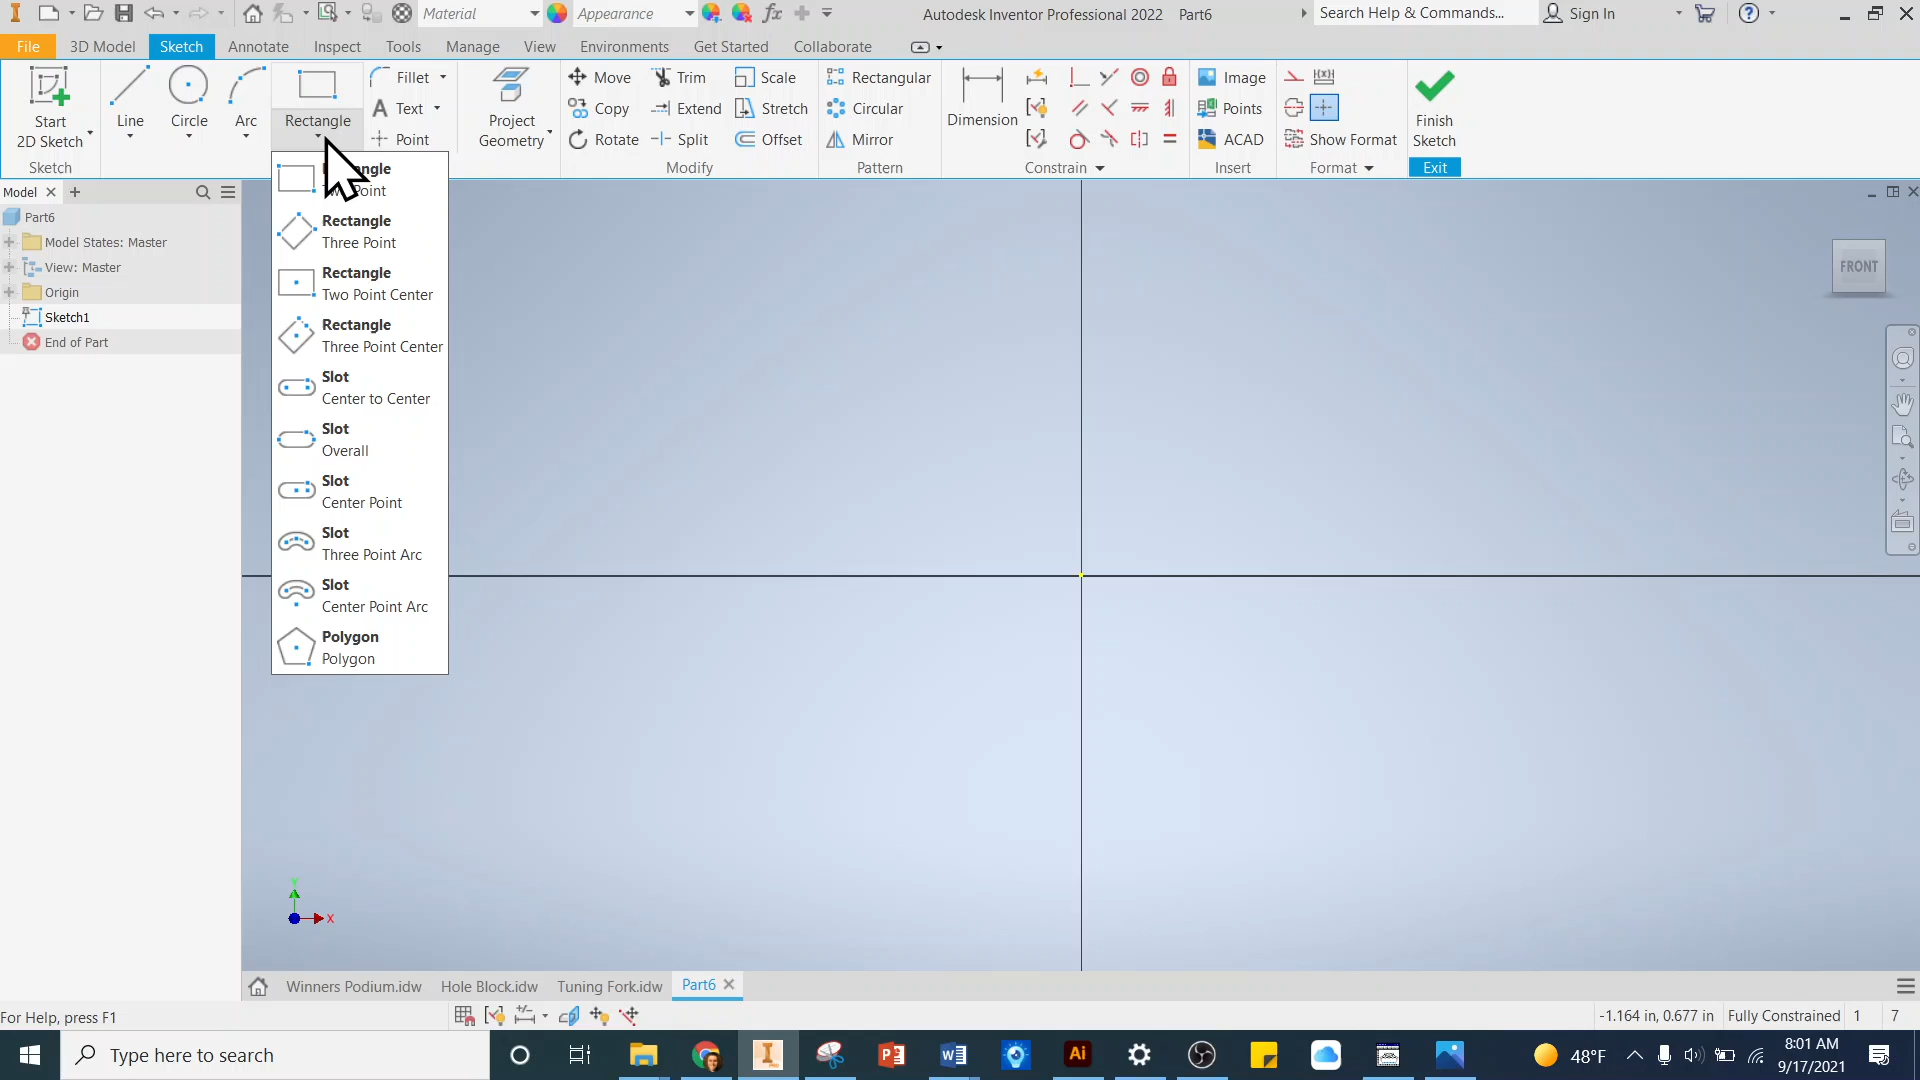 Material Appearance Autodesk Inventor Professional 2022 Part6 Search Help & Commands... Sign In
File 3D Model Sketch Annotate Inspect Tools Manage View Environments Get Started Collaborate
Start
2D Sketch
Line
Circle
Arc
Rectangle
Fillet
Text
Point
Project
Geometry
Move
Copy
Rotate
Trim
Extend
Split
Scale
Stretch
Offset
Rectangular
Circular
Mirror
Dimension
Image
Points
ACAD
Show Format
Finish
Sketch
Sketch
Modify
Pattern
Constrain
Insert
Format
Exit
Model
Part6
Model States: Master
View: Master
Origin
Sketch1
End of Part
Rectangle
Three Point
Rectangle
Two Point Center
Rectangle
Three Point Center
Slot
Center to Center
Slot
Overall
Slot
Center Point
Slot
Three Point Arc
Slot
Center Point Arc
Polygon
Polygon
FRONT
Y
X
Winners Podium.idw Hole Block.idw Tuning Fork.idw Part6
For Help, press F1
-1.164 in, 0.677 in Fully Constrained 1 7
Type here to search
48°F
8:01 AM
9/17/2021